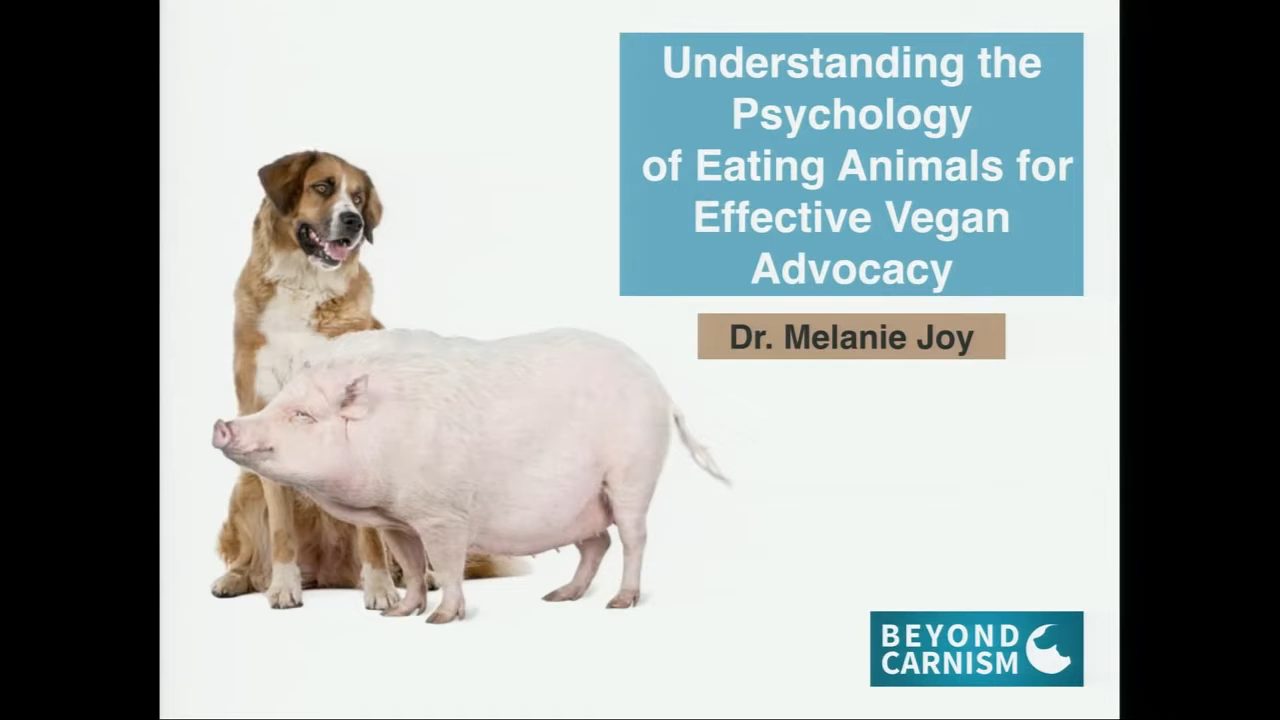 Understanding the
Psychology
of Eating Animals for
Effective Vegan
Advocacy
Dr. Melanie Joy
BEYOND
CARNISM